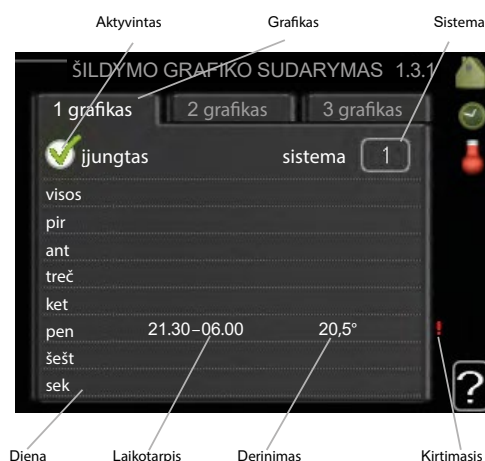 Aktyvintas Grafikas Sistema
ŠILDYMO GRAFIKO SUDARYMAS 1.3.1
1 grafikas 2 grafikas 3 grafikas
įjungtas sistema 1
visos
pir
ant
treč
ket
pen 21.30–06.00 20,5° !
šešt
sek ?
Diena Laikotarpis Derinimas Kirtimasis